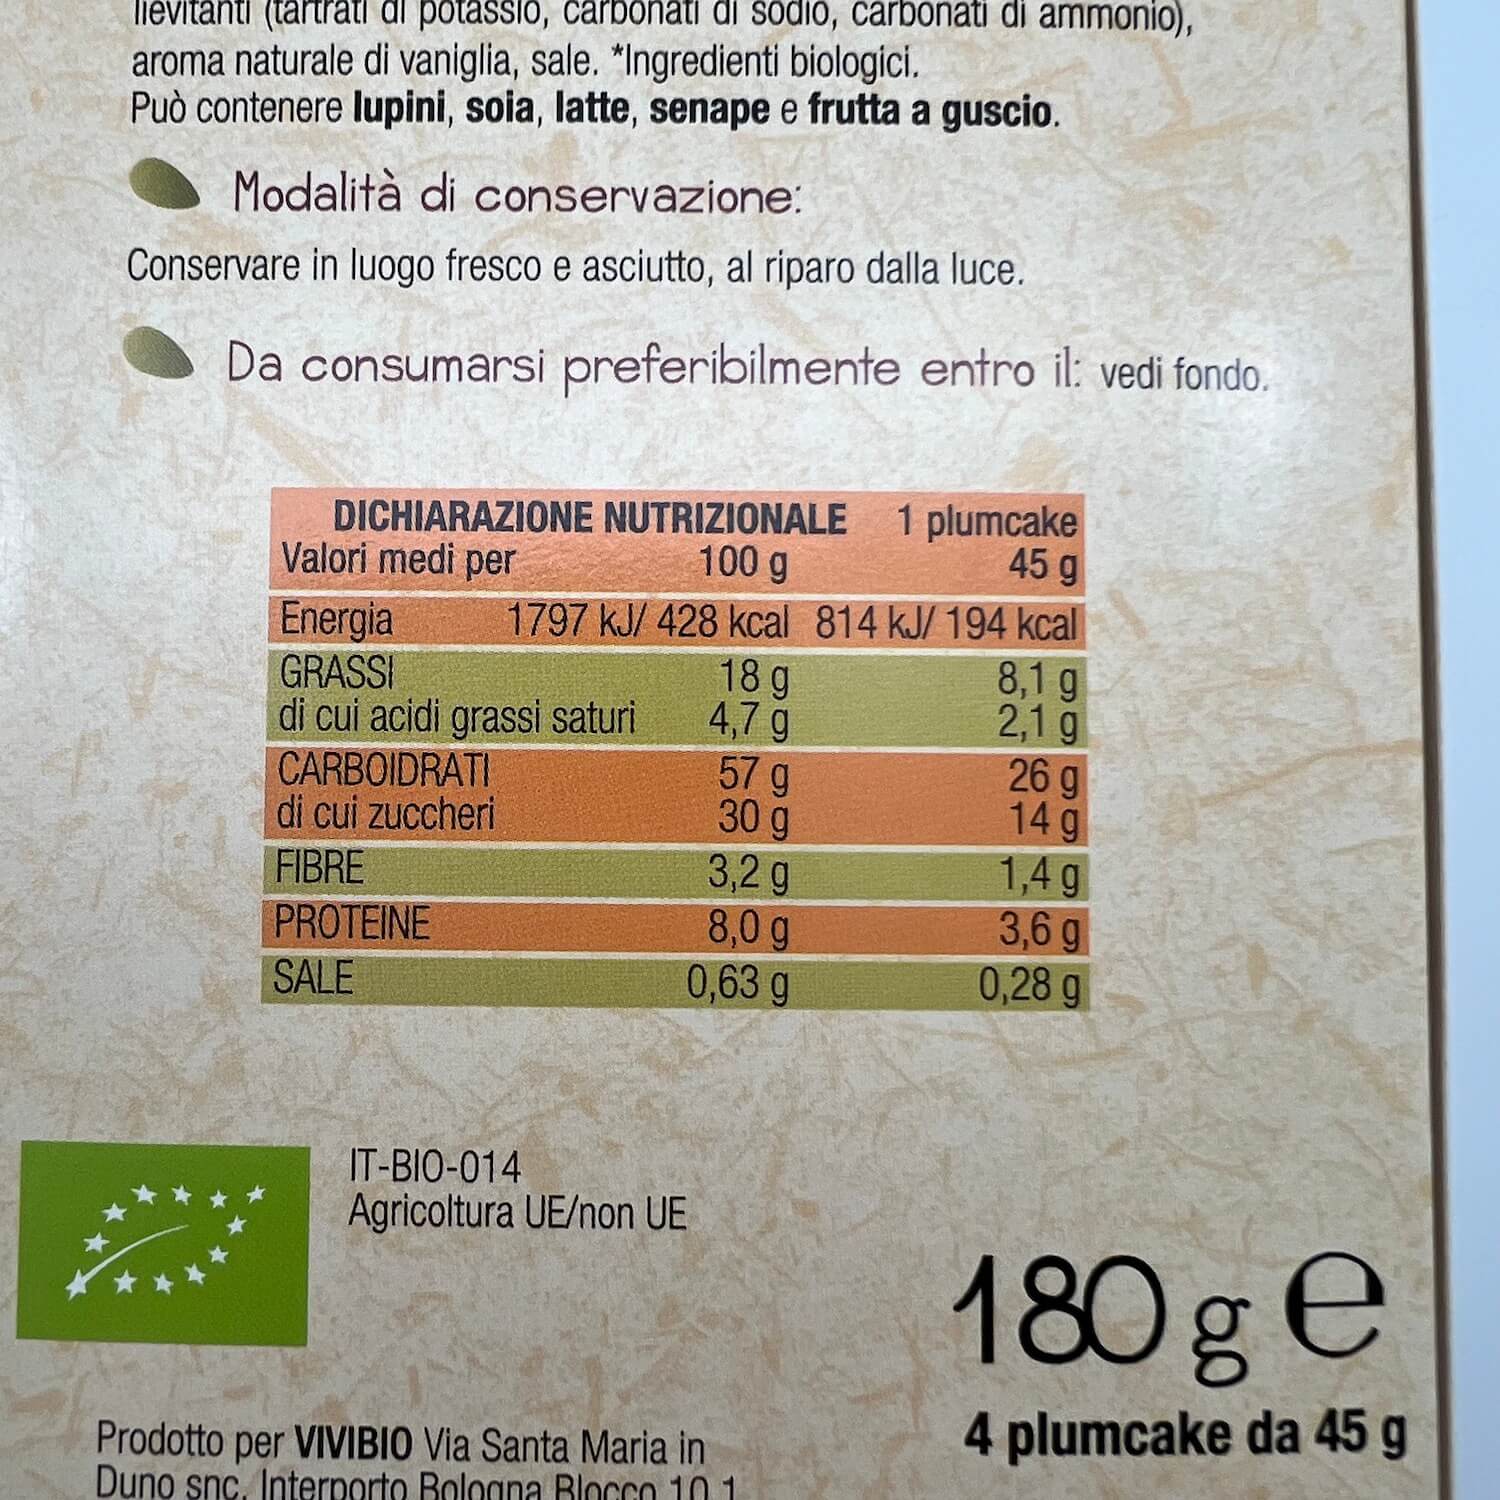 lievitanti (tartrati di potassio, carbonati di sodio, carbonati di ammonio),
aroma naturale di vaniglia, sale. *Ingredienti biologici.
Può contenere lupini, soia, latte, senape e frutta a guscio.
Modalità di conservazione:
Conservare in luogo fresco e asciutto, al riparo dalla luce.
Da consumarsi preferibilmente entro il: vedi fondo.
DICHIARAZIONE NUTRIZIONALE 1 plumcake
Valori medi per 100 g 45 g
Energia 1797 kJ/ 428 kcal 814 kJ/ 194 kcal
GRASSI 18 g 8,1 g
di cui acidi grassi saturi 4,7 g 2,1 g
CARBOIDRATI 57 g 26 g
di cui zuccheri 30 g 14 g
FIBRE 3,2 g 1,4 g
PROTEINE 8,0 g 3,6 g
SALE 0,63 g 0,28 g
IT-BIO-014
Agricoltura UE/non UE
180 g e
4 plumcake da 45 g
Prodotto per VIVIBIO Via Santa Maria in
Duno snc, Interporto Bologna Blocco 10.1